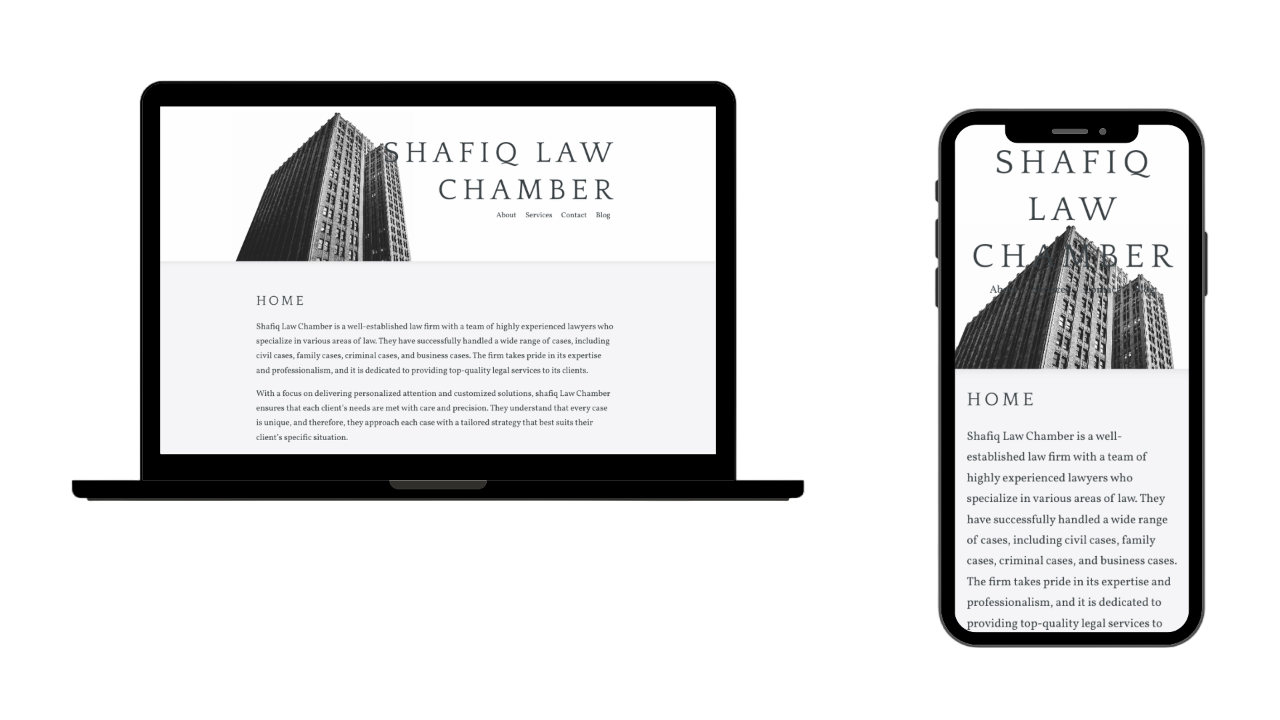 SHAFIQ LAW
CHAMBER
About Services Contact Blog
HOME
Shafiq Law Chamber is a well-established law firm with a team of highly experienced lawyers who
specialize in various areas of law. They have successfully handled a wide range of cases, including
civil cases, family cases, criminal cases, and business cases. The firm takes pride in its expertise
and professionalism, and it is dedicated to providing top-quality legal services to its clients.
With a focus on delivering personalized attention and customized solutions, shafiq Law Chamber
ensures that each client's needs are met with care and precision. They understand that every case
is unique, and therefore, they approach each case with a tailored strategy that best suits their
client's specific situation.
SHAFIQ
LAW
CHAMBER
HOME
Shafiq Law Chamber is a well-
established law firm with a team of
highly experienced lawyers who
specialize in various areas of law. They
have successfully handled a wide range
of cases, including civil cases, family
cases, criminal cases, and business cases.
The firm takes pride in its expertise and
professionalism, and it is dedicated to
providing top-quality legal services to